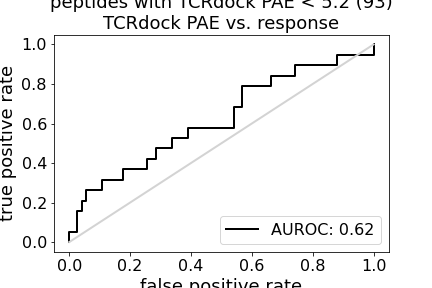 peptides with TCRdock PAE < 5.2 (93)
TCRdock PAE vs. response
1.0
0.8
0.6
0.4
0.2
0.0
true positive rate
AUROC: 0.62
0.0 0.2 0.4 0.6 0.8 1.0
false positive rate